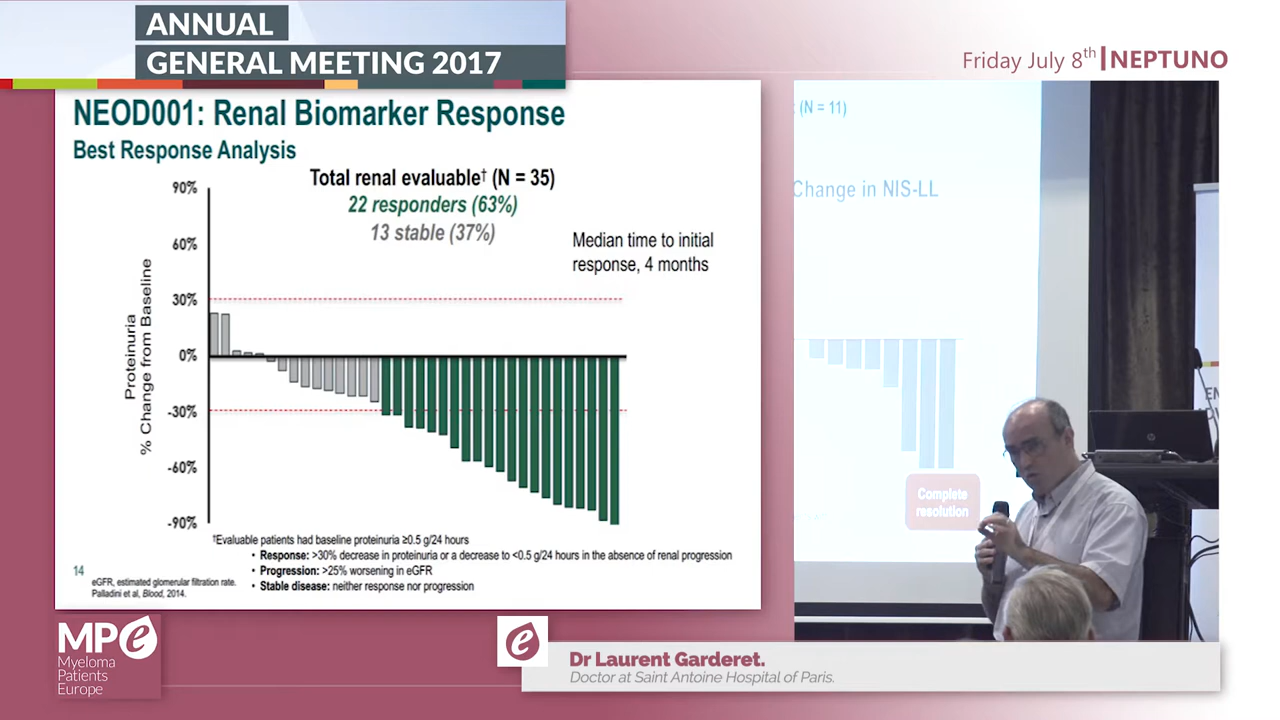 ANNUAL
GENERAL MEETING 2017
Friday July 8th | NEPTUNO
NEOD001: Renal Biomarker Response
Best Response Analysis
Total renal evaluable† (N = 35)
22 responders (63%)
13 stable (37%)
Median time to initial
response, 4 months
Proteinuria
% Change from Baseline
90%
60%
30%
0%
-30%
-60%
-90%
†Evaluable patients had baseline proteinuria ≥0.5 g/24 hours
• Response: >30% decrease in proteinuria or a decrease to <0.5 g/24 hours in the absence of renal progression
• Progression: >25% worsening in eGFR
• Stable disease: neither response nor progression
14
eGFR, estimated glomerular filtration rate.
Palladini et al, Blood, 2014.
(N = 11)
Change in NIS-LL
Complete
resolution
hp
MPe
Myeloma
Patients
Europe
e
Dr Laurent Garderet.
Doctor at Saint Antoine Hospital of Paris.